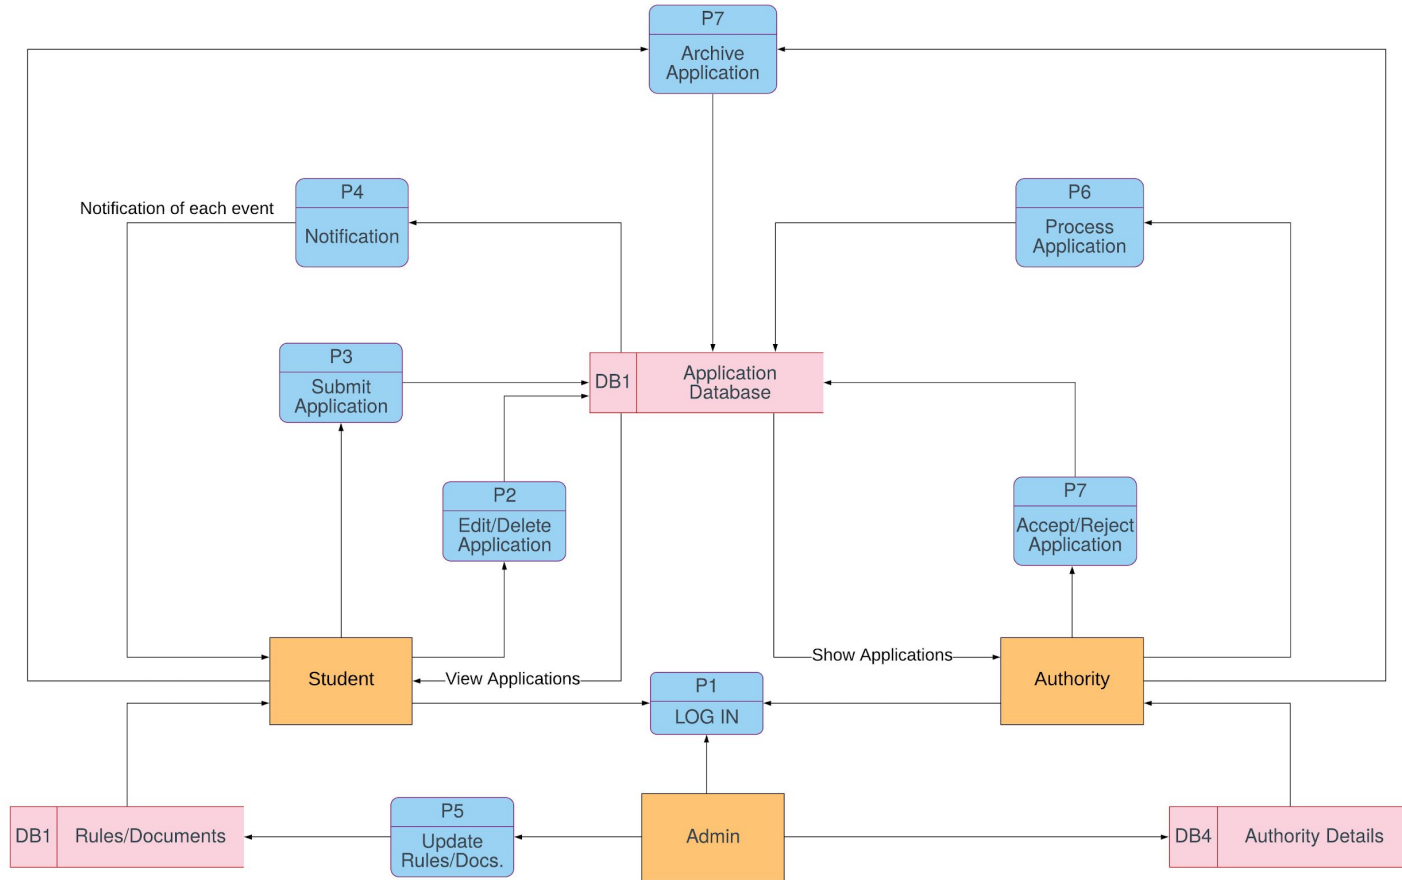 P7
Archive
Application
P4
Notification
Notification of each event
P6
Process
Application
P3
Submit
Application
DB1
Application
Database
P2
Edit/Delete
Application
P7
Accept/Reject
Application
Student
View Applications
Show Applications
Authority
P1
LOG IN
DB1
Rules/Documents
P5
Update
Rules/Docs.
Admin
DB4
Authority Details